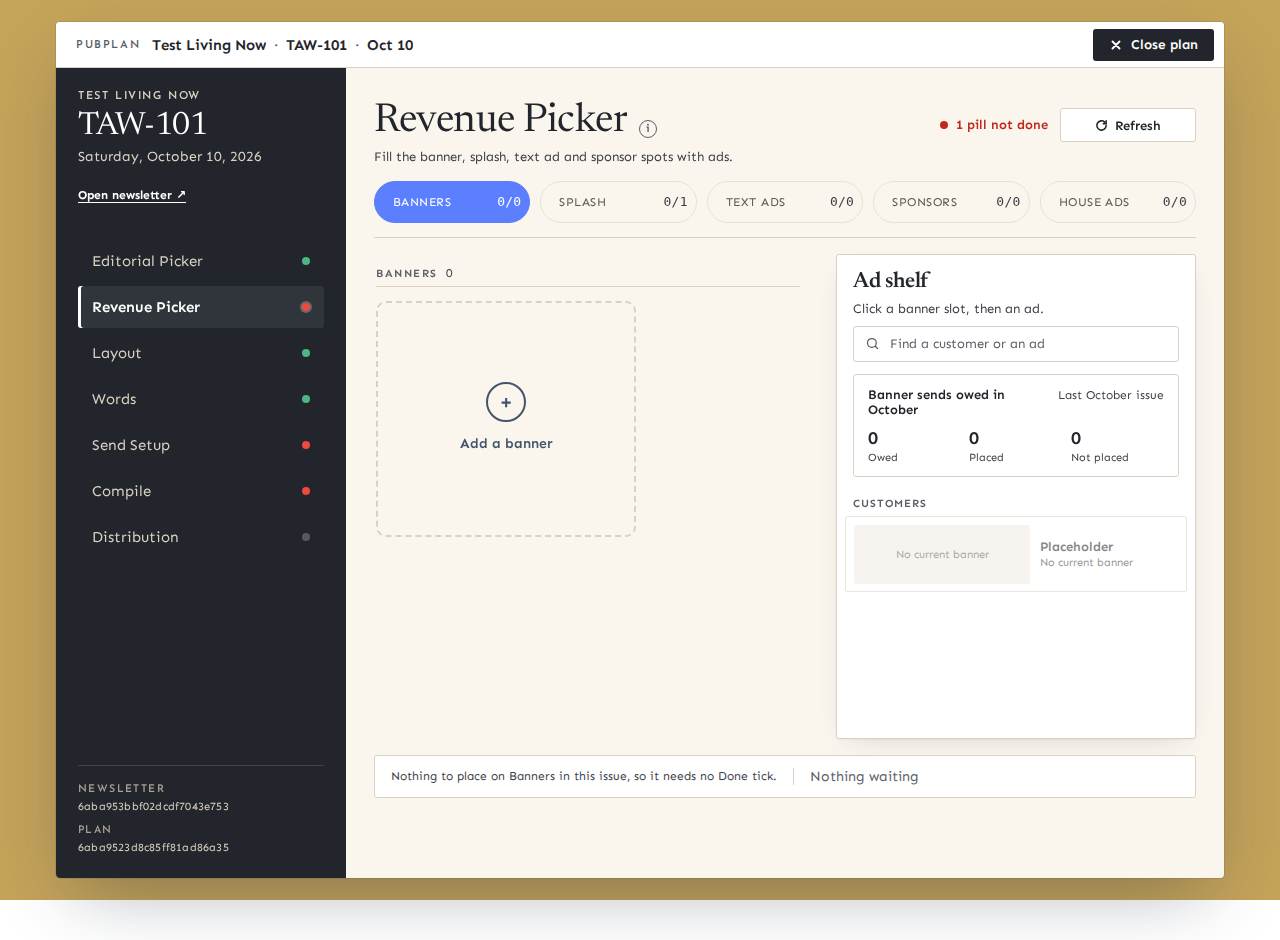 PUBPLAN Test Living Now · TAW-101 · Oct 10
Close plan
TEST LIVING NOW
TAW-101
Saturday, October 10, 2026
Open newsletter ↗
Editorial Picker
Revenue Picker
Layout
Words
Send Setup
Compile
Distribution
NEWSLETTER
6aba953bbf02dcdf7043e753
PLAN
6aba9523d8c85ff81ad86a35
Revenue Picker
1 pill not done
Refresh
Fill the banner, splash, text ad and sponsor spots with ads.
BANNERS 0/0
SPLASH 0/1
TEXT ADS 0/0
SPONSORS 0/0
HOUSE ADS 0/0
BANNERS 0
+
Add a banner
Ad shelf
Click a banner slot, then an ad.
Find a customer or an ad
Banner sends owed in October
Last October issue
0 0 0
Owed Placed Not placed
CUSTOMERS
No current banner
Placeholder
No current banner
Nothing to place on Banners in this issue, so it needs no Done tick.
Nothing waiting